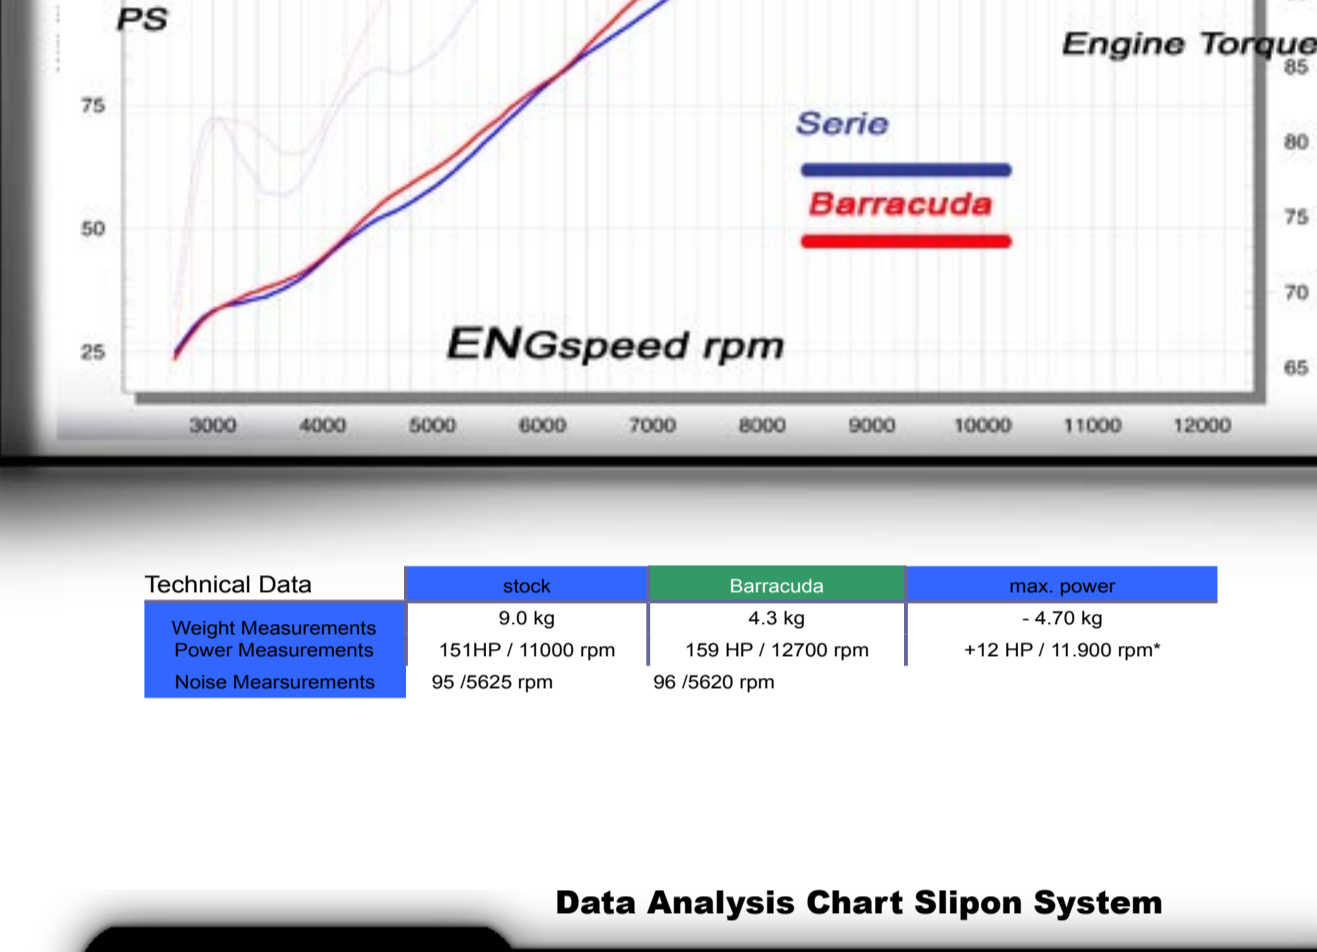 PS
Engine Torque
85
75
Serie
80
Barracuda
75
50
70
ENGspeed rpm
25
65
3000 4000 5000 6000 7000 8000 9000 10000 11000 12000
Technical Data stock Barracuda max. power
Weight Measurements 9.0 kg 4.3 kg - 4.70 kg
Power Measurements 151HP / 11000 rpm 159 HP / 12700 rpm +12 HP / 11.900 rpm*
Noise Mearsurements 95 /5625 rpm 96 /5620 rpm
Data Analysis Chart Slipon System